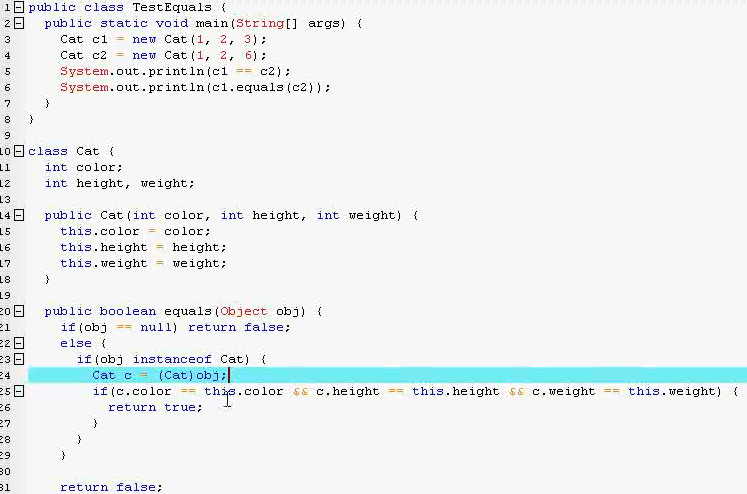 1 public class TestEquals {
2 public static void main(String[] args) {
3 Cat c1 = new Cat(1, 2, 3);
4 Cat c2 = new Cat(1, 2, 6);
5 System.out.println(c1 == c2);
6 System.out.println(c1.equals(c2));
7 }
8 }
9
10 class Cat {
11 int color;
12 int height, weight;
13
14 public Cat(int color, int height, int weight) {
15 this.color = color;
16 this.height = height;
17 this.weight = weight;
18 }
19
20 public boolean equals(Object obj) {
21 if(obj == null) return false;
22 else {
23 if(obj instanceof Cat) {
24 Cat c = (Cat)obj;
25 if(c.color == this.color && c.height == this.height && c.weight == this.weight) {
26 return true;
27 }
28 }
29 }
30
31 return false;